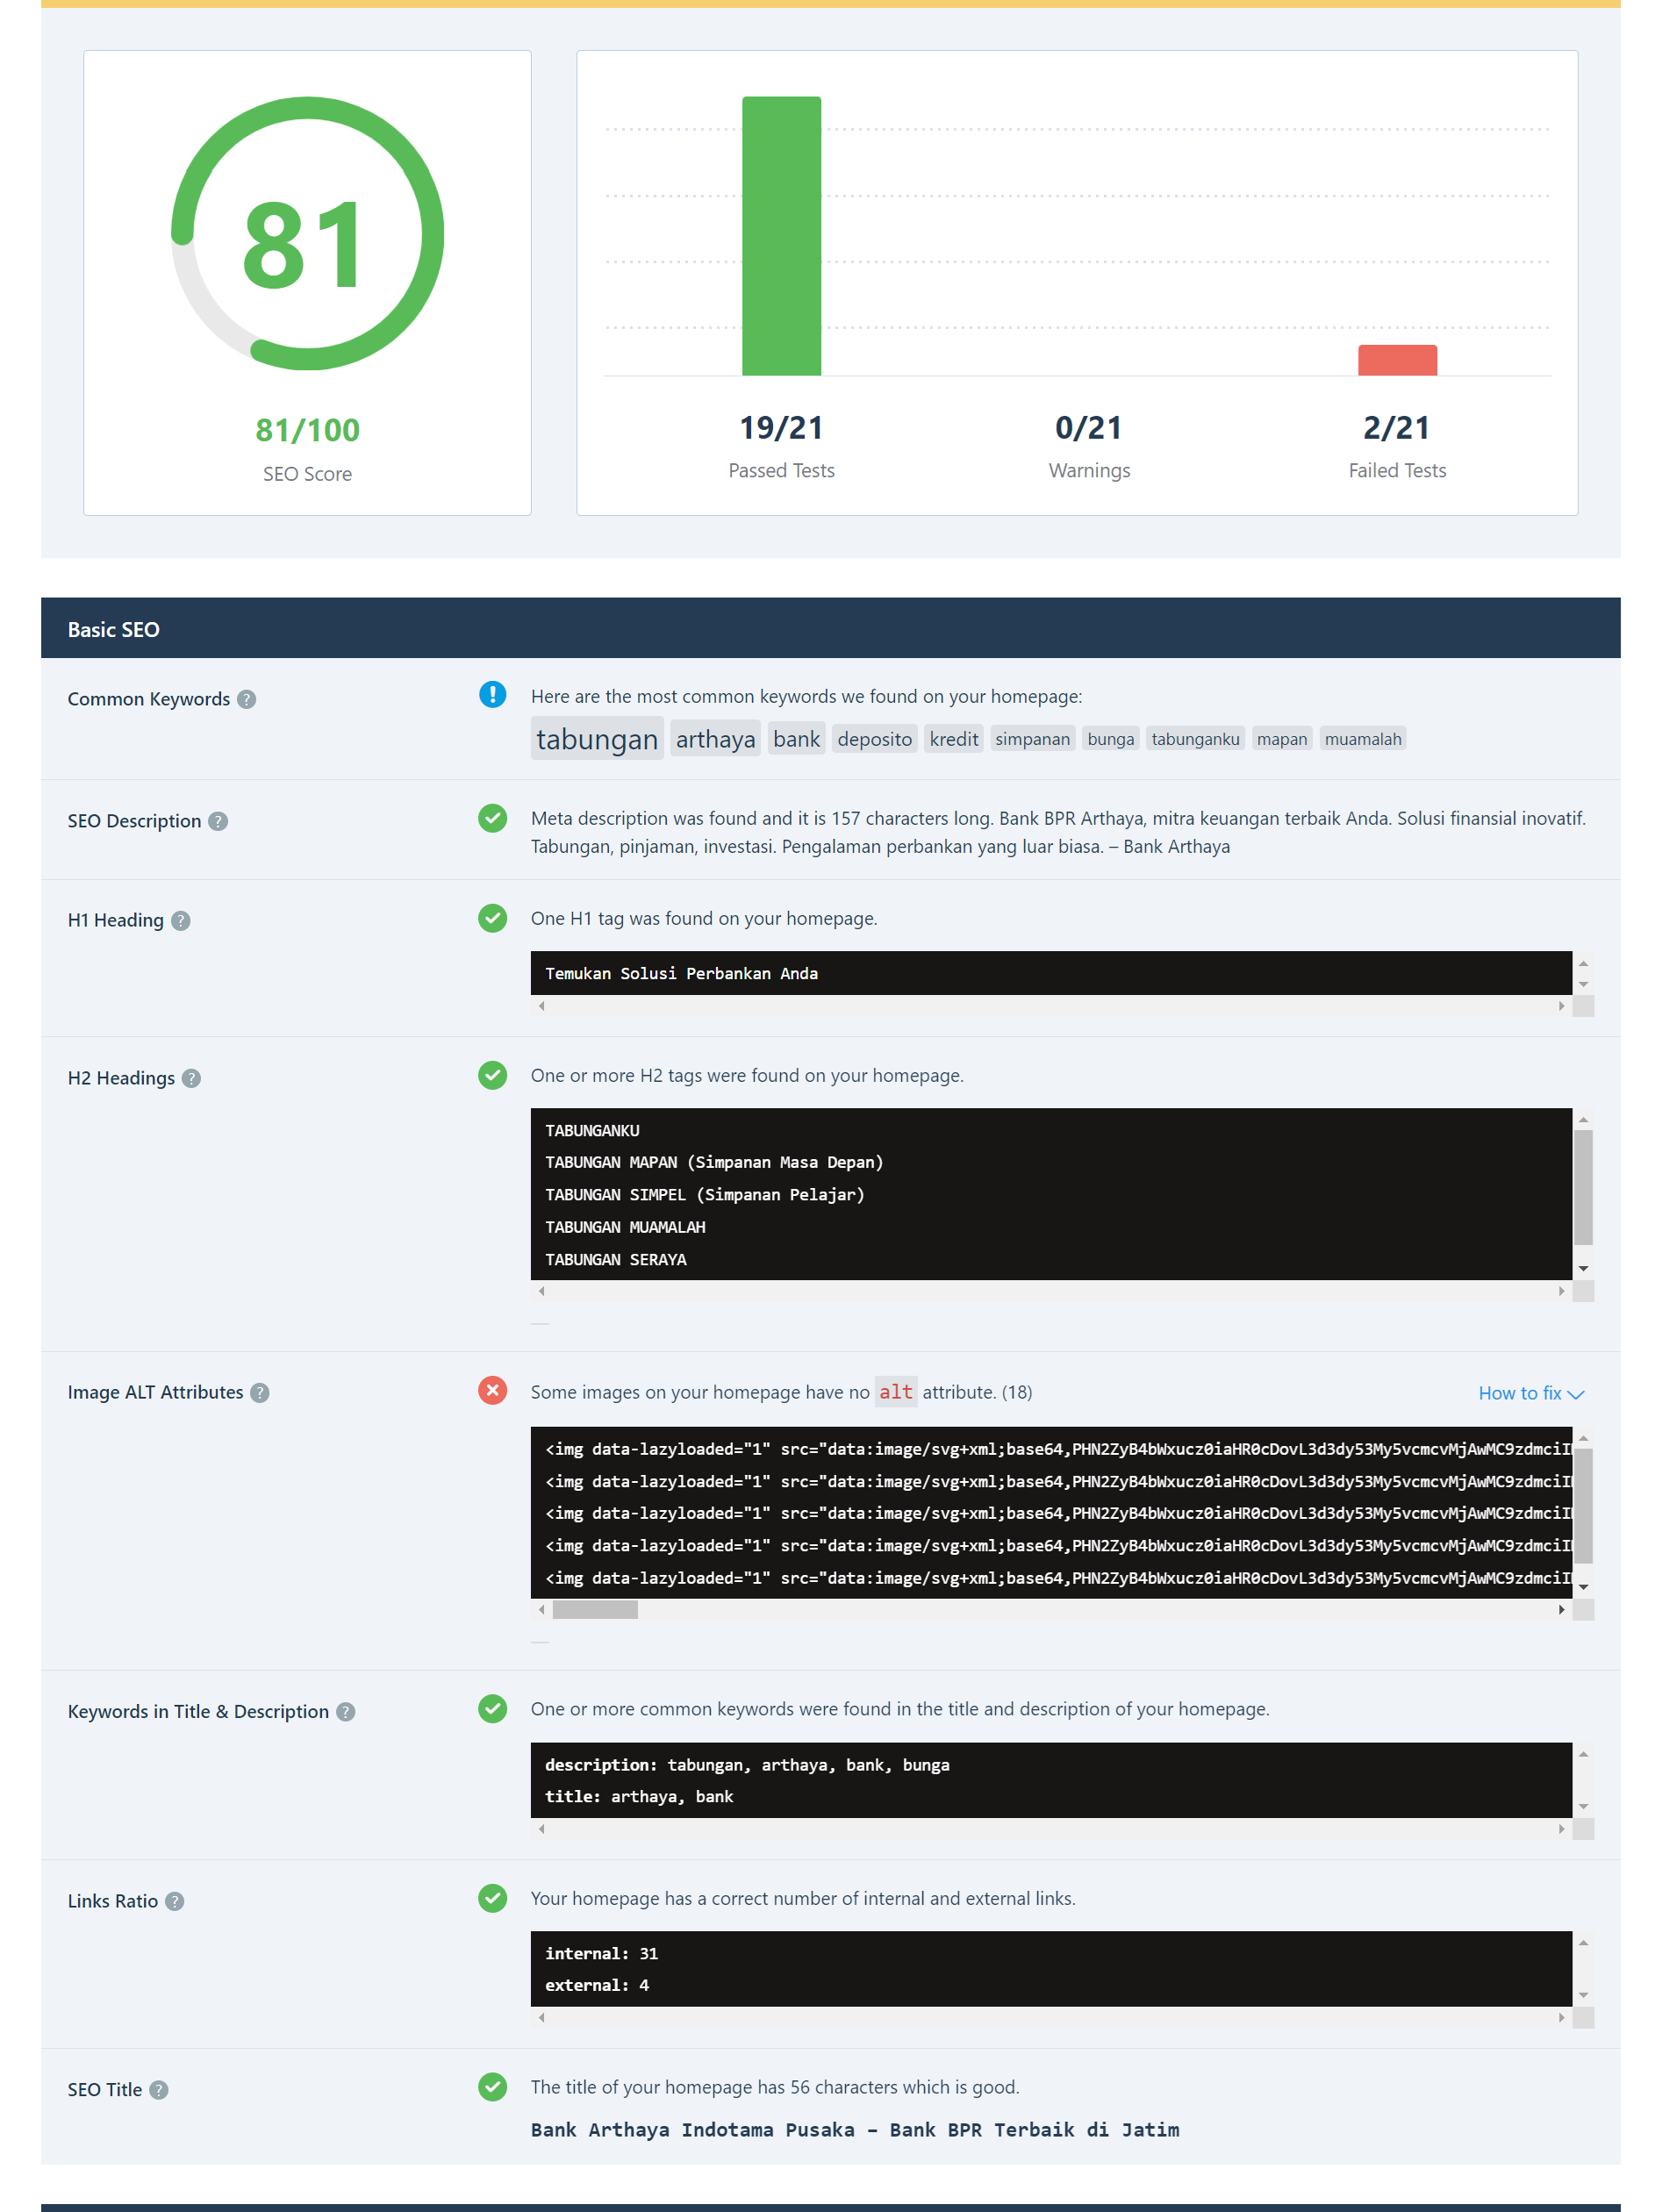 81
81/100
SEO Score
19/21
Passed Tests
0/21
Warnings
2/21
Failed Tests
Basic SEO
Common Keywords ?
Here are the most common keywords we found on your homepage:
tabungan arthaya bank deposito kredit simpanan bunga tabunganku mapan muamalah
SEO Description ?
Meta description was found and it is 157 characters long. Bank BPR Arthaya, mitra keuangan terbaik Anda. Solusi finansial inovatif.
Tabungan, pinjaman, investasi. Pengalaman perbankan yang luar biasa. – Bank Arthaya
H1 Heading ?
One H1 tag was found on your homepage.
Temukan Solusi Perbankan Anda
H2 Headings ?
One or more H2 tags were found on your homepage.
TABUNGANKU
TABUNGAN MAPAN (Simpanan Masa Depan)
TABUNGAN SIMPEL (Simpanan Pelajar)
TABUNGAN MUAMALAH
TABUNGAN SERAYA
Image ALT Attributes ?
Some images on your homepage have no alt attribute. (18)
How to fix
<img data-lazyloaded="1" src="data:image/svg+xml;base64,PHN2ZyB4bWxucz0iaHR0cDovL3d3dy53My5vcmcvMjAwMC9zdmciI
<img data-lazyloaded="1" src="data:image/svg+xml;base64,PHN2ZyB4bWxucz0iaHR0cDovL3d3dy53My5vcmcvMjAwMC9zdmciI
<img data-lazyloaded="1" src="data:image/svg+xml;base64,PHN2ZyB4bWxucz0iaHR0cDovL3d3dy53My5vcmcvMjAwMC9zdmciI
<img data-lazyloaded="1" src="data:image/svg+xml;base64,PHN2ZyB4bWxucz0iaHR0cDovL3d3dy53My5vcmcvMjAwMC9zdmciI
<img data-lazyloaded="1" src="data:image/svg+xml;base64,PHN2ZyB4bWxucz0iaHR0cDovL3d3dy53My5vcmcvMjAwMC9zdmciI
Keywords in Title & Description ?
One or more common keywords were found in the title and description of your homepage.
description: tabungan, arthaya, bank, bunga
title: arthaya, bank
Links Ratio ?
Your homepage has a correct number of internal and external links.
internal: 31
external: 4
SEO Title ?
The title of your homepage has 56 characters which is good.
Bank Arthaya Indotama Pusaka – Bank BPR Terbaik di Jatim